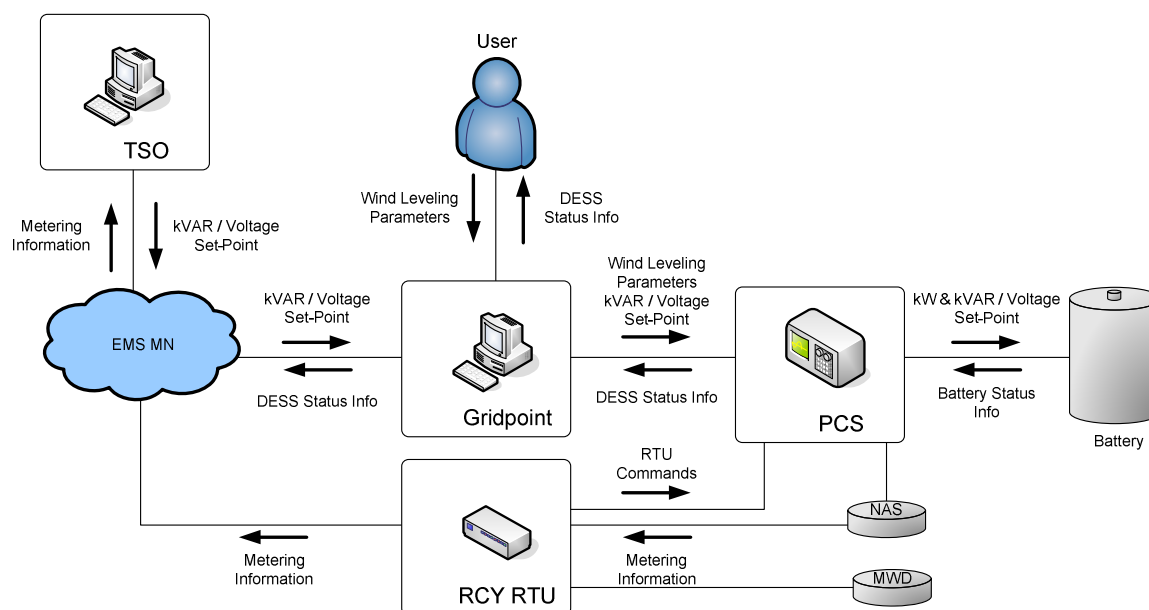 User
TSO
Metering
Information
kVAR / Voltage
Set-Point
Wind Leveling
Parameters
DESS
Status Info
EMS MN
kVAR / Voltage
Set-Point
DESS Status Info
Gridpoint
Wind Leveling
Parameters
kVAR / Voltage
Set-Point
DESS Status Info
PCS
kW & kVAR / Voltage
Set-Point
Battery Status
Info
Battery
RTU
Commands
NAS
Metering
Information
RCY RTU
Metering
Information
MWD